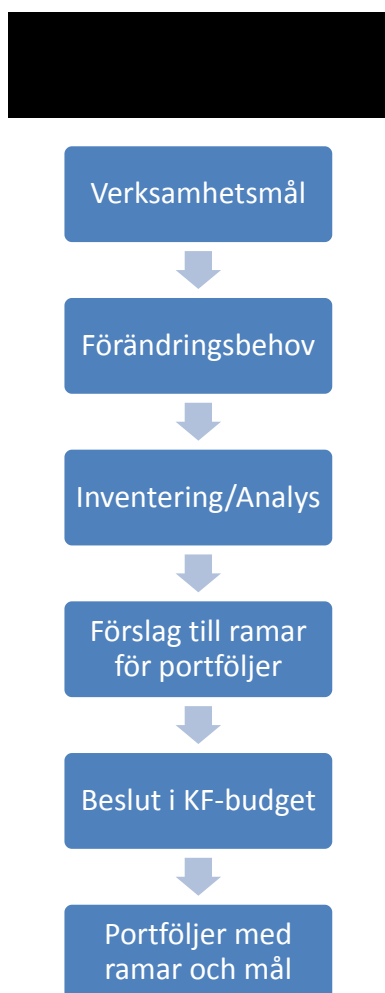 Verksamhetsmål
Förändringsbehov
Inventering/Analys
Förslag till ramar
för portföljer
Beslut i KF-budget
Portföljer med
ramar och mål